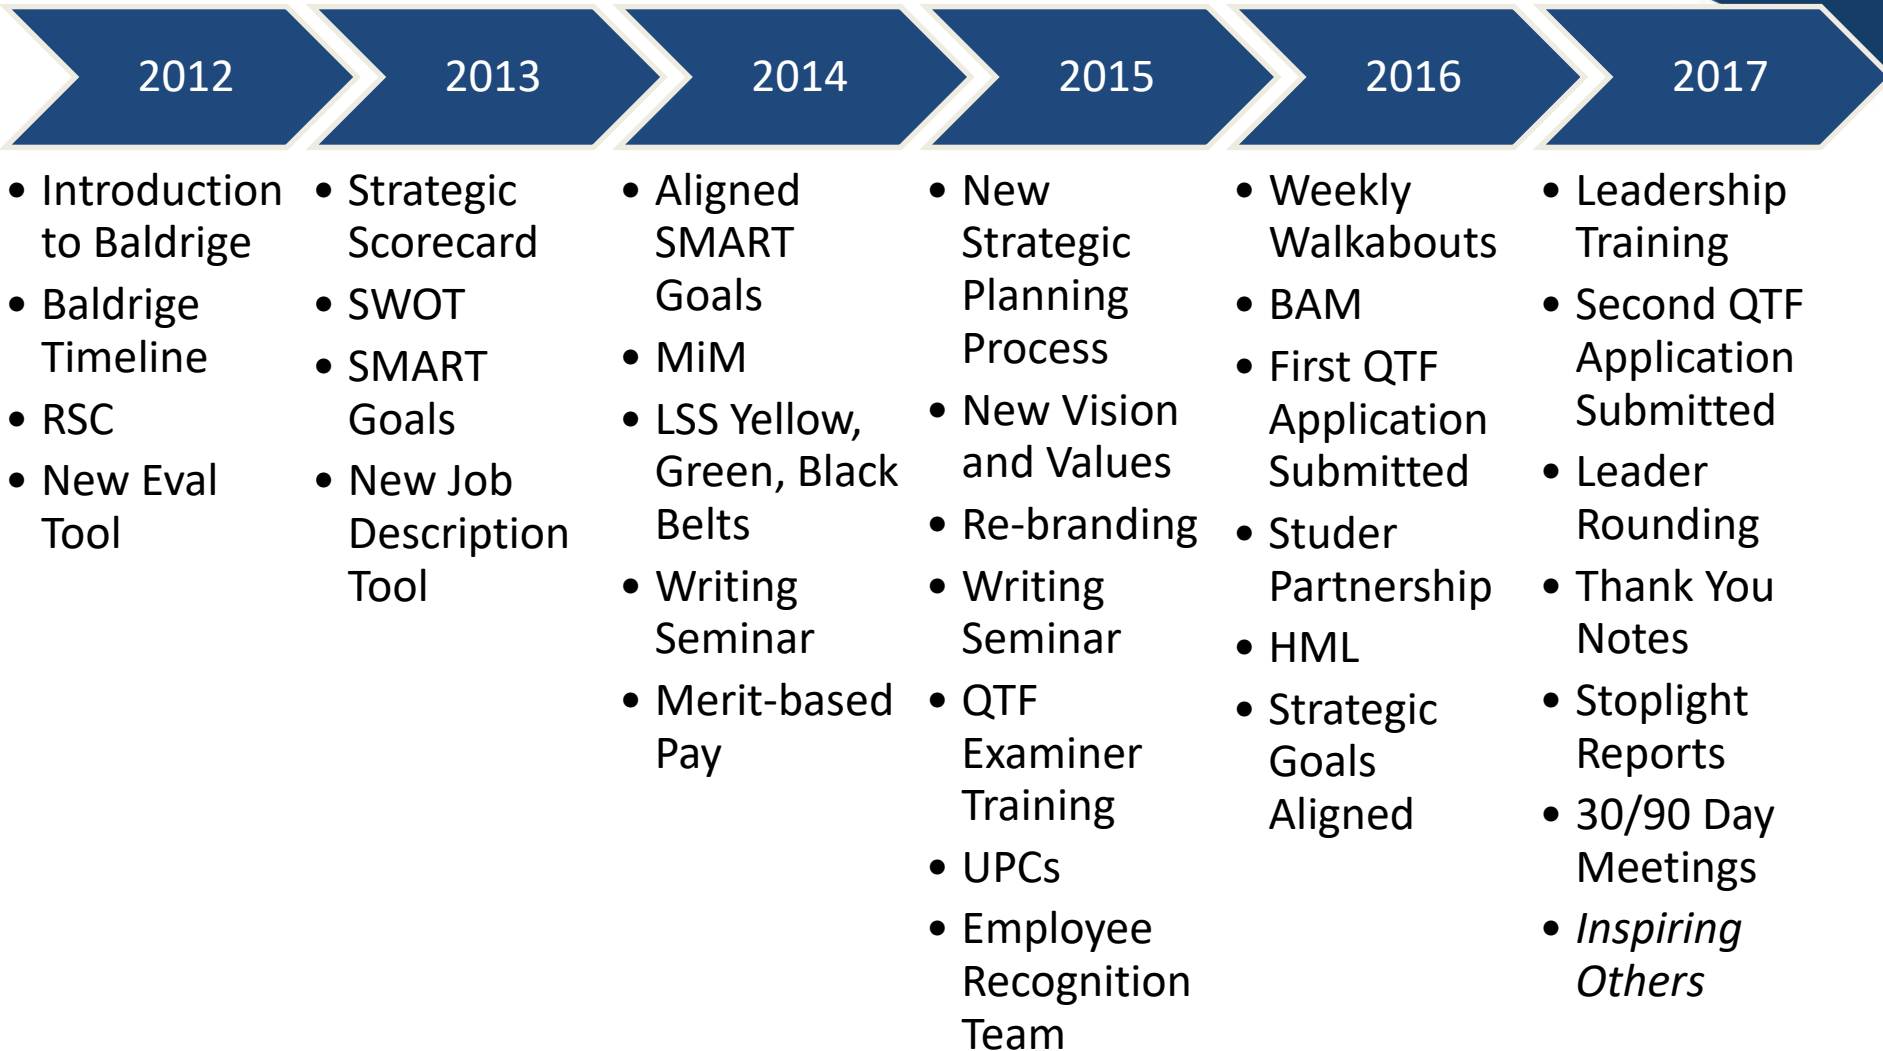 2012
2013
2014
2015
2016
2017
• Introduction
to Baldrige
• Baldrige
Timeline
• RSC
• New Eval
Tool
• Strategic
Scorecard
• SWOT
• SMART
Goals
• New Job
Description
Tool
• Aligned
SMART
Goals
• MiM
• LSS Yellow,
Green, Black
Belts
• Writing
Seminar
• Merit-based
Pay
• New
Strategic
Planning
Process
• New Vision
and Values
• Re-branding
• Writing
Seminar
• QTF
Examiner
Training
• UPCs
• Employee
Recognition
Team
• Weekly
Walkabouts
• BAM
• First QTF
Application
Submitted
• Studer
Partnership
• HML
• Strategic
Goals
Aligned
• Leadership
Training
• Second QTF
Application
Submitted
• Leader
Rounding
• Thank You
Notes
• Stoplight
Reports
• 30/90 Day
Meetings
• Inspiring
Others